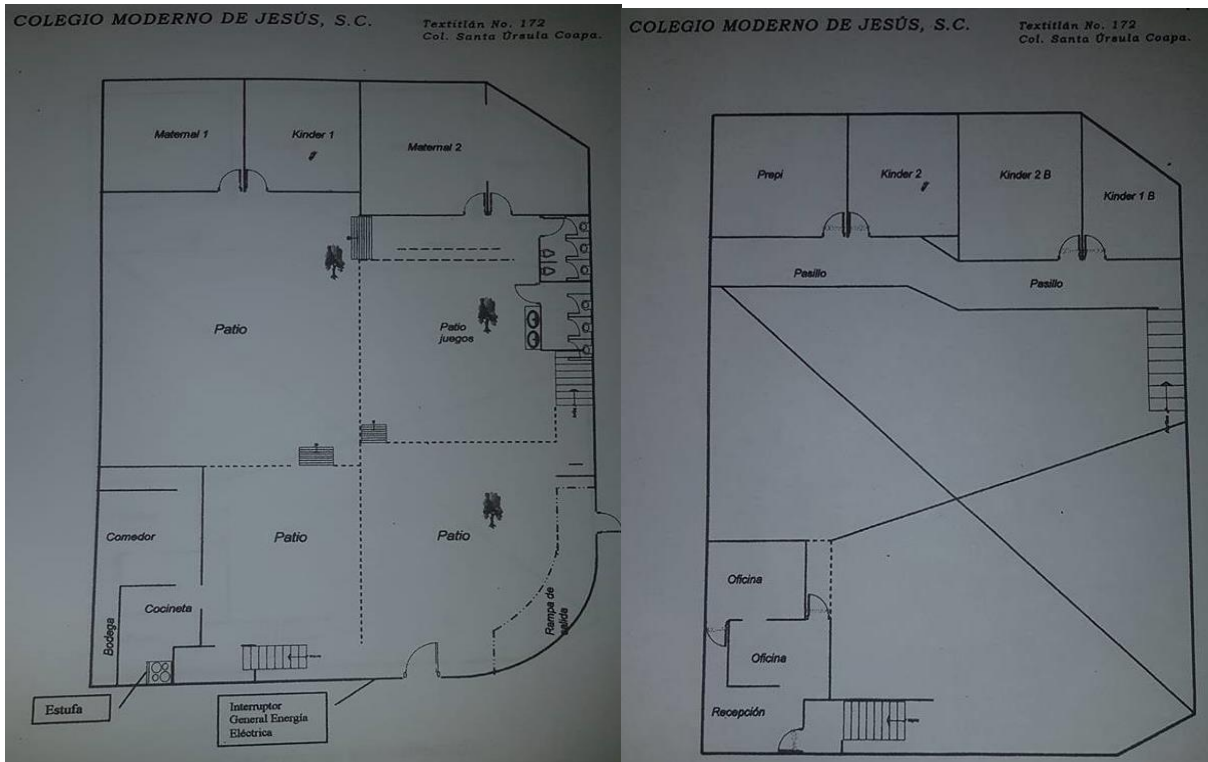 COLEGIO MODERNO DE JESÚS, S.C.
Textitlán No. 172
Col. Santa Úrsula Coapa.
Maternal 1
Kinder 1
Maternal 2
Patio
Patio
juegos
Comedor
Patio
Patio
Cocineta
Bodega
Rampa de
salida
Estufa
Interruptor
General Energía
Eléctrica
COLEGIO MODERNO DE JESÚS, S.C.
Textitlán No. 172
Col. Santa Úrsula Coapa.
Prepi
Kinder 2
Kinder 2 B
Kinder 1 B
Pasillo
Pasillo
Oficina
Oficina
Recepción